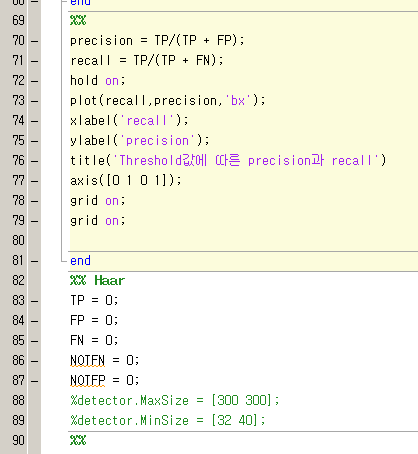 68 – end
69 %%
70 – precision = TP/(TP + FP);
71 – recall = TP/(TP + FN);
72 – hold on;
73 – plot(recall,precision,'bx');
74 – xlabel('recall');
75 – ylabel('precision');
76 – title('Threshold값에 따른 precision과 recall')
77 – axis([0 1 0 1]);
78 – grid on;
79 – grid on;
80
81 – end
82 %% Haar
83 – TP = 0;
84 – FP = 0;
85 – FN = 0;
86 – NOTFN = 0;
87 – NOTFP = 0;
88 %detector.MaxSize = [300 300];
89 %detector.MinSize = [32 40];
90 %%